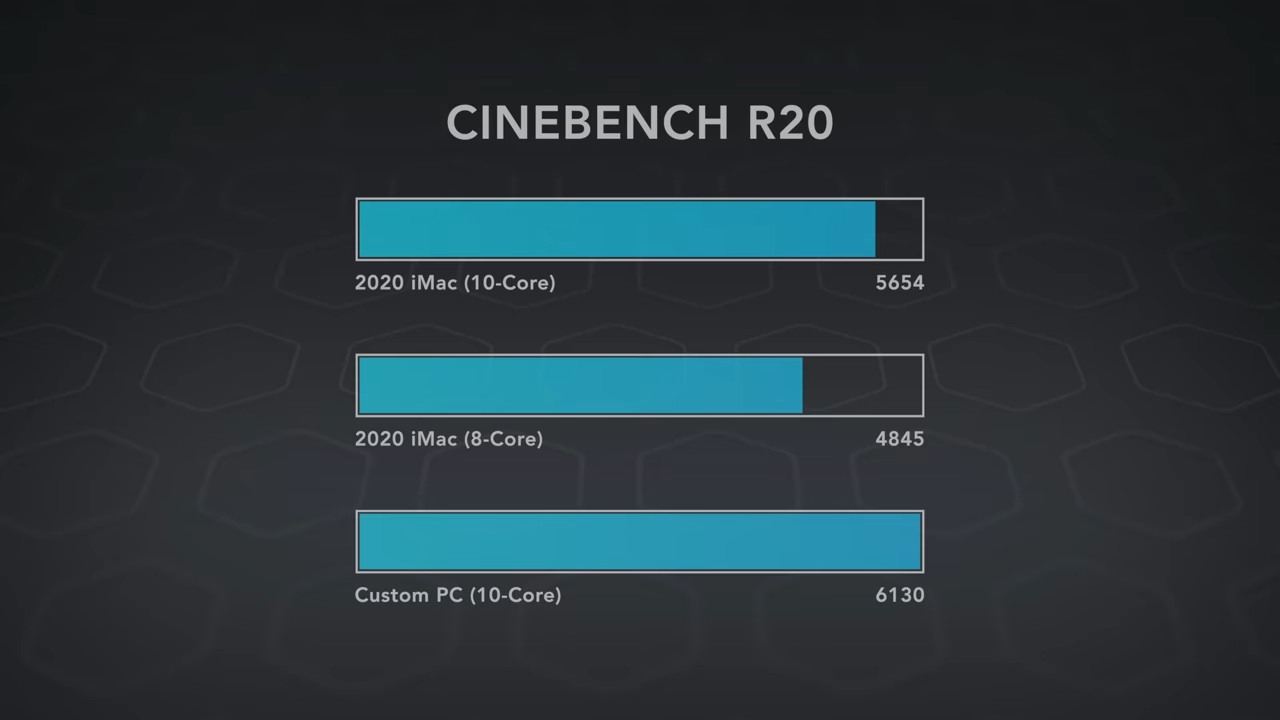 CINEBENCH R20
2020 iMac (10-Core) 5654
2020 iMac (8-Core) 4845
Custom PC (10-Core) 6130